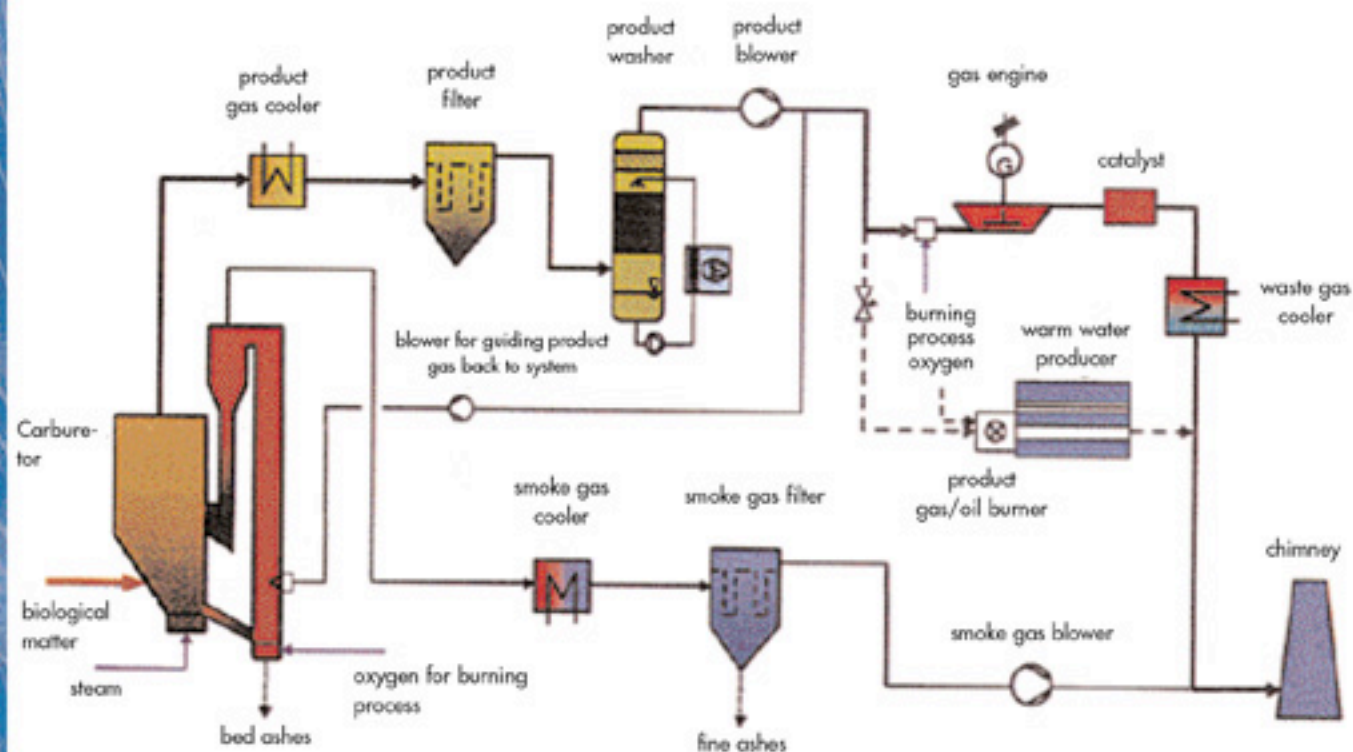 product
washer
product
blower
product
gas cooler
product
filter
gas engine
G
catalyst
waste gas
cooler
burning
process
oxygen
warm water
producer
blower for guiding product
gas back to system
Carbure-
tor
smoke gas
cooler
smoke gas filter
product
gas/oil burner
chimney
biological
matter
steam
oxygen for burning
process
smoke gas blower
bed ashes
fine ashes